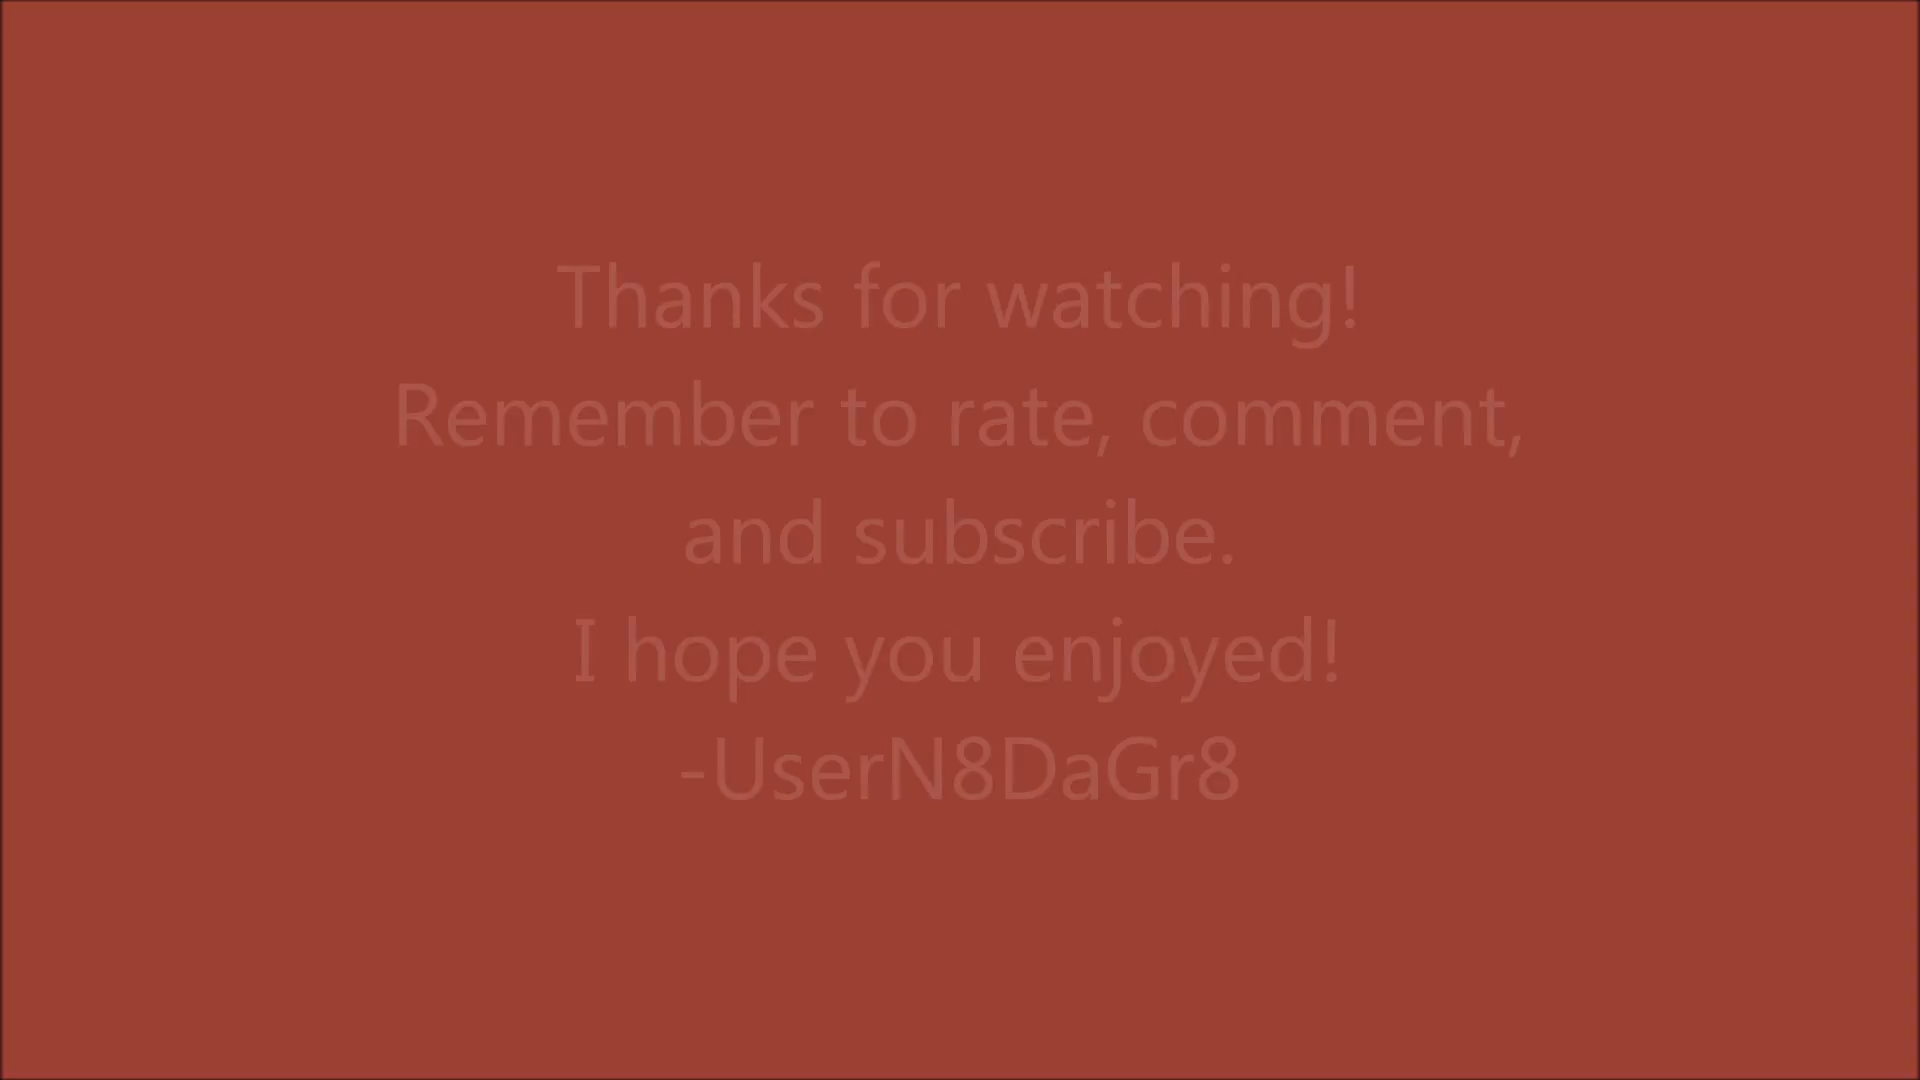 Thanks for watching!
Remember to rate, comment,
and subscribe.
I hope you enjoyed!
-UserN8DaGr8